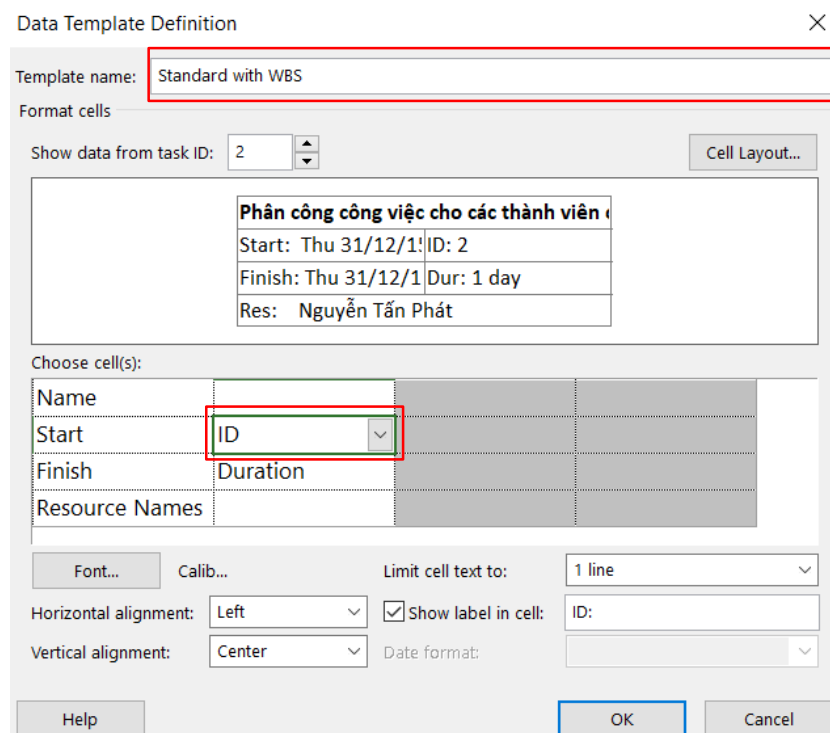 Data Template Definition
Template name: Standard with WBS
Format cells
Show data from task ID: 2 Cell Layout...
Phân công công việc cho các thành viên
Start: Thu 31/12/1 ID: 2
Finish: Thu 31/12/1 Dur: 1 day
Res: Nguyễn Tấn Phát
Choose cell(s):
Name
Start ID
Finish Duration
Resource Names
Font... Calib... Limit cell text to: 1 line
Horizontal alignment: Left Show label in cell: ID:
Vertical alignment: Center Date format:
Help OK Cancel